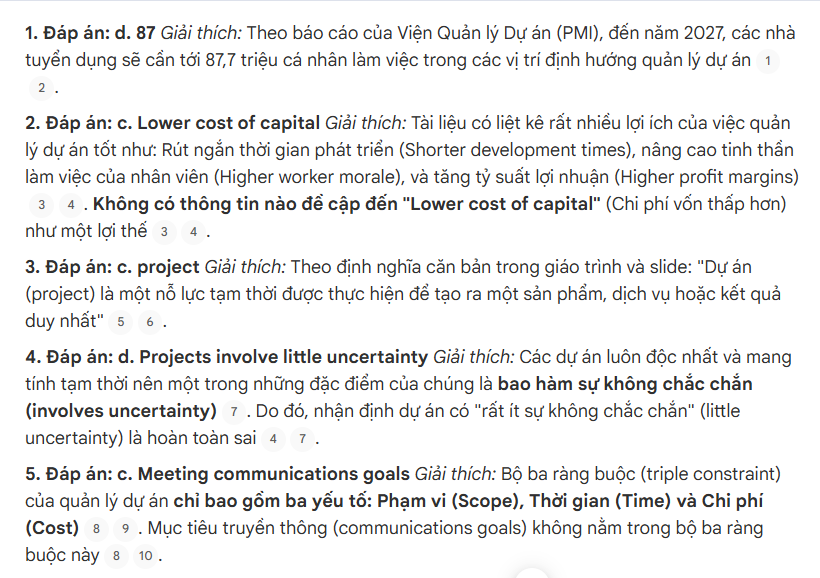 1. Đáp án: d. 87 Giải thích: Theo báo cáo của Viện Quản lý Dự án (PMI), đến năm 2027, các nhà
tuyển dụng sẽ cần tới 87,7 triệu cá nhân làm việc trong các vị trí định hướng quản lý dự án 1
2 .
2. Đáp án: c. Lower cost of capital Giải thích: Tài liệu có liệt kê rất nhiều lợi ích của việc quản
lý dự án tốt như: Rút ngắn thời gian phát triển (Shorter development times), nâng cao tinh thần
làm việc của nhân viên (Higher worker morale), và tăng tỷ suất lợi nhuận (Higher profit margins)
3 4 . Không có thông tin nào đề cập đến "Lower cost of capital" (Chi phí vốn thấp hơn)
như một lợi thế 3 4 .
3. Đáp án: c. project Giải thích: Theo định nghĩa căn bản trong giáo trình và slide: "Dự án
(project) là một nỗ lực tạm thời được thực hiện để tạo ra một sản phẩm, dịch vụ hoặc kết quả
duy nhất" 5 6 .
4. Đáp án: d. Projects involve little uncertainty Giải thích: Các dự án luôn độc nhất và mang
tính tạm thời nên một trong những đặc điểm của chúng là bao hàm sự không chắc chắn
(involves uncertainty) 7 . Do đó, nhận định dự án có "rất ít sự không chắc chắn" (little
uncertainty) là hoàn toàn sai 4 7 .
5. Đáp án: c. Meeting communications goals Giải thích: Bộ ba ràng buộc (triple constraint)
của quản lý dự án chỉ bao gồm ba yếu tố: Phạm vi (Scope), Thời gian (Time) và Chi phí
(Cost) 8 9 . Mục tiêu truyền thông (communications goals) không nằm trong bộ ba ràng
buộc này 8 10 .